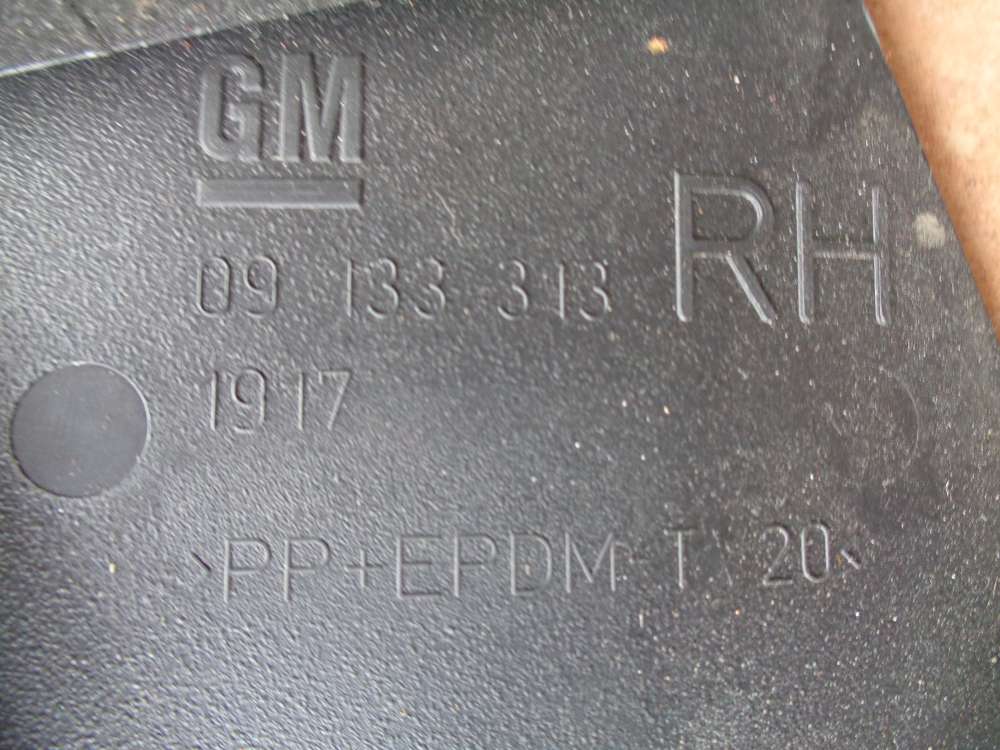 GM
RH
09 133 313
1917
>PP+EPDM-T 20<